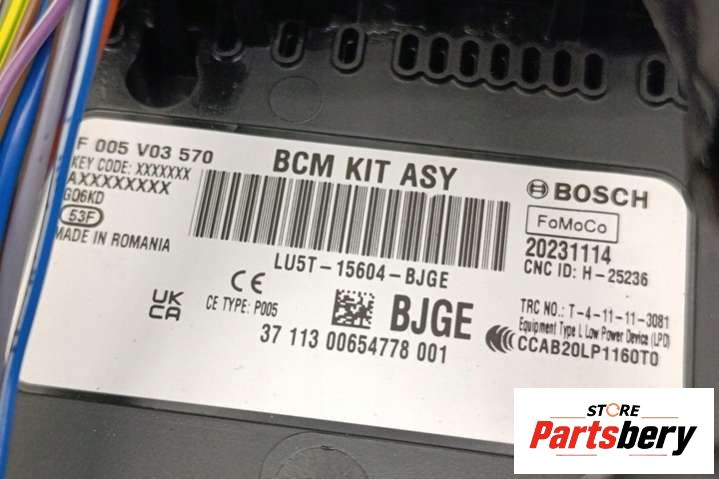 F 005 V03 570
KEY CODE: XXXXXXX
AXXXXXXXXX
G06KD
53F
MADE IN ROMANIA
BCM KIT ASY
BOSCH
FoMoCo
20231114
CNC ID: H-25236
LU5T-15604-BJGE
CE
CE TYPE: P005
UK
CA
BJGE
37 113 00654778 001
TRC NO.: T-4-11-11-3081
Equipment Type I, Low Power Device (LPD)
CCAB20LP1160T0
STORE
Partsbery